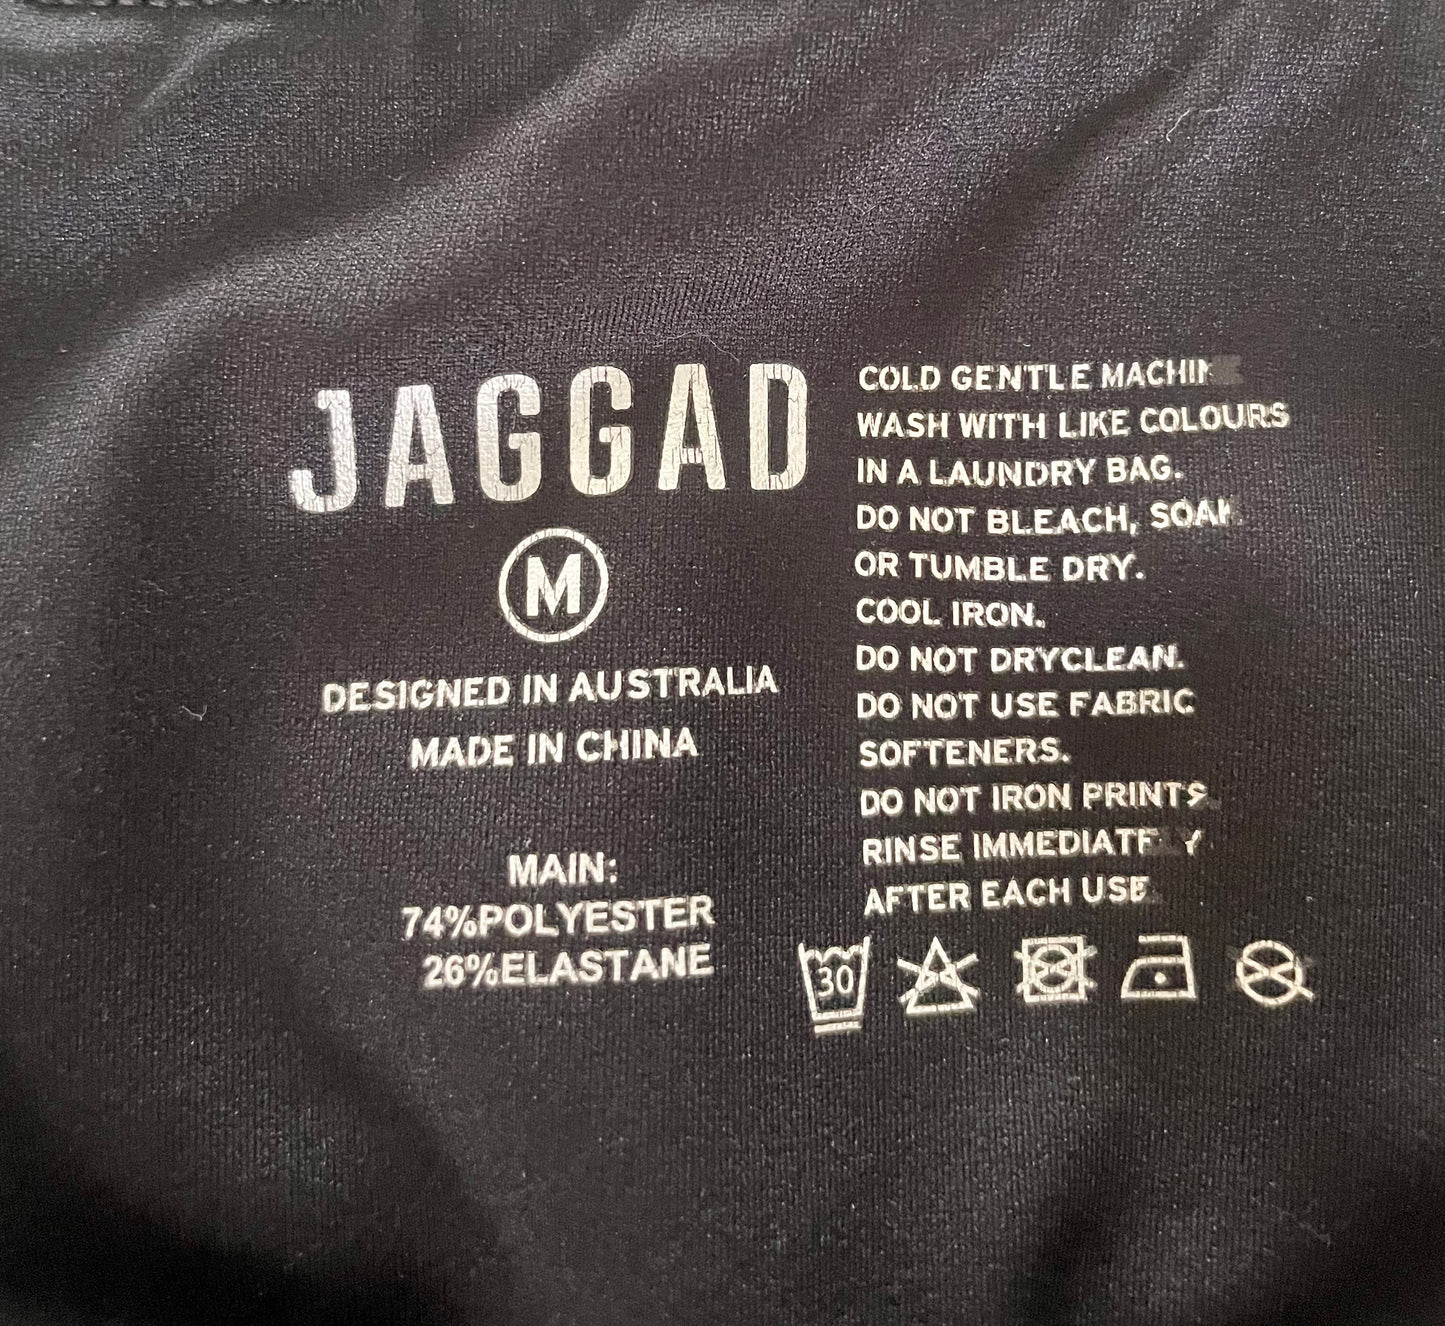 JAGGAD
M
DESIGNED IN AUSTRALIA
MADE IN CHINA
MAIN:
74%POLYESTER
26%ELASTANE
COLD GENTLE MACHINE
WASH WITH LIKE COLOURS
IN A LAUNDRY BAG.
DO NOT BLEACH, SOAK
OR TUMBLE DRY.
COOL IRON.
DO NOT DRYCLEAN.
DO NOT USE FABRIC
SOFTENERS.
DO NOT IRON PRINTS.
RINSE IMMEDIATELY
AFTER EACH USE.
30